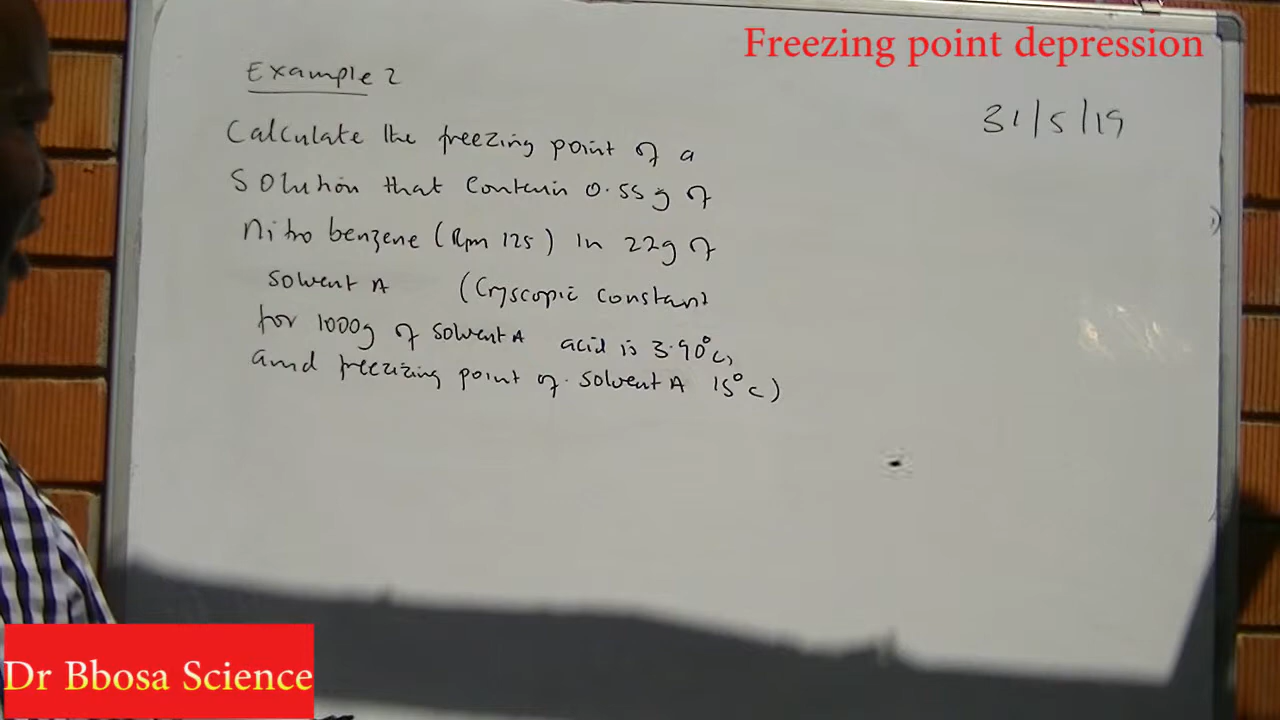 Freezing point depression
Example 2
31/5/19
Calculate the freezing point of a
Solution that contain 0.55g of
nitro benzene (Rpm 125) in 22g of
solvent A (Cryscopic constant
for 1000g of solvent A acid is 3.90°C,
amd freezizing point of solvent A 15°C)
Dr Bbosa Science